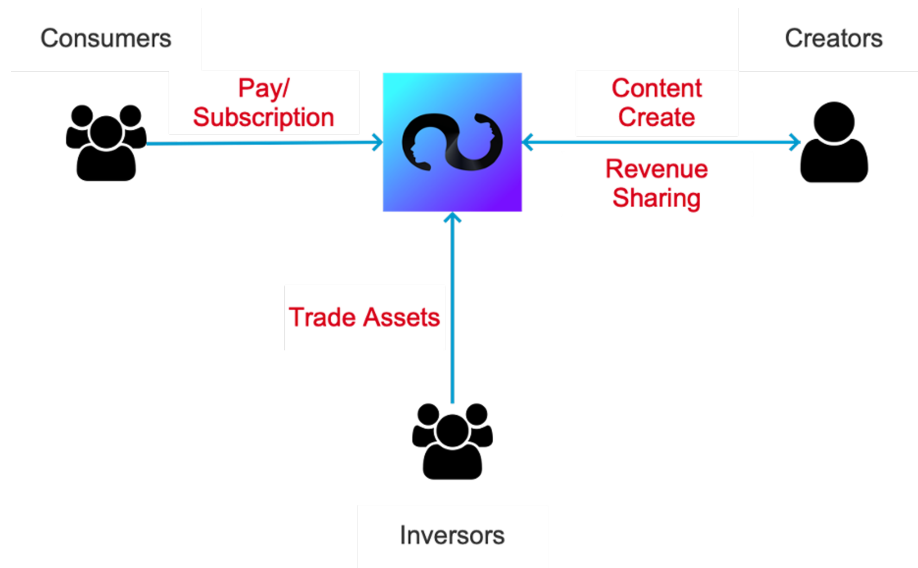 Consumers
Creators
Pay/
Subscription
Content
Create
Revenue
Sharing
Trade Assets
Inversors